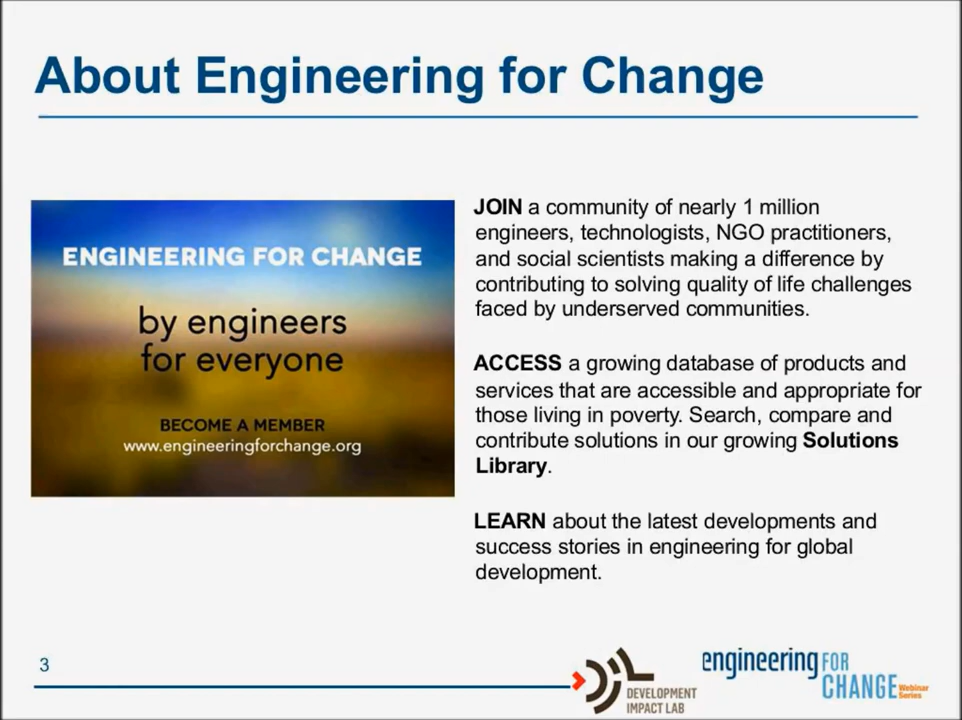 About Engineering for Change
ENGINEERING FOR CHANGE
by engineers
for everyone
BECOME A MEMBER
www.engineeringforchange.org
JOIN a community of nearly 1 million
engineers, technologists, NGO practitioners,
and social scientists making a difference by
contributing to solving quality of life challenges
faced by underserved communities.
ACCESS a growing database of products and
services that are accessible and appropriate for
those living in poverty. Search, compare and
contribute solutions in our growing Solutions
Library.
LEARN about the latest developments and
success stories in engineering for global
development.
3
DIL
DEVELOPMENT
IMPACT LAB
engineering FOR
CHANGE Webinar
Series